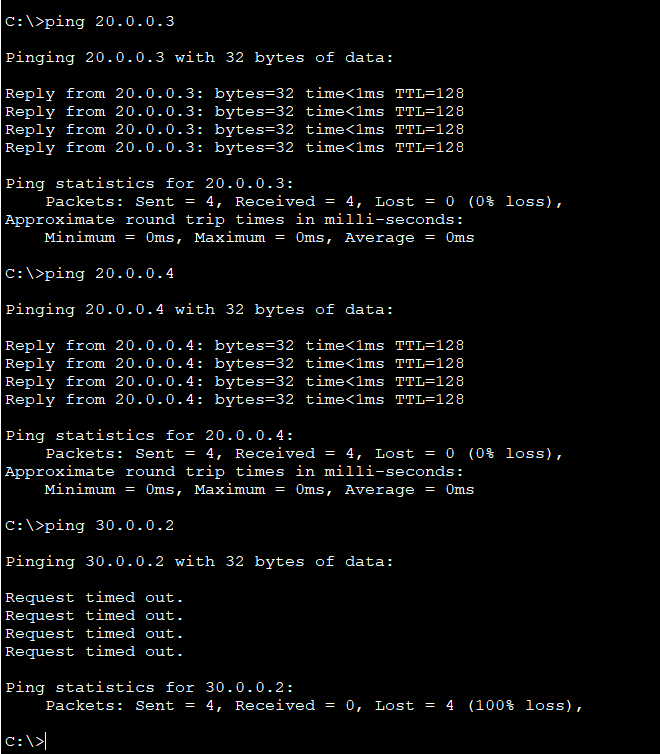 C:\>ping 20.0.0.3
Pinging 20.0.0.3 with 32 bytes of data:
Reply from 20.0.0.3: bytes=32 time<1ms TTL=128
Reply from 20.0.0.3: bytes=32 time<1ms TTL=128
Reply from 20.0.0.3: bytes=32 time<1ms TTL=128
Reply from 20.0.0.3: bytes=32 time<1ms TTL=128
Ping statistics for 20.0.0.3:
    Packets: Sent = 4, Received = 4, Lost = 0 (0% loss),
Approximate round trip times in milli-seconds:
    Minimum = 0ms, Maximum = 0ms, Average = 0ms
C:\>ping 20.0.0.4
Pinging 20.0.0.4 with 32 bytes of data:
Reply from 20.0.0.4: bytes=32 time<1ms TTL=128
Reply from 20.0.0.4: bytes=32 time<1ms TTL=128
Reply from 20.0.0.4: bytes=32 time<1ms TTL=128
Reply from 20.0.0.4: bytes=32 time<1ms TTL=128
Ping statistics for 20.0.0.4:
    Packets: Sent = 4, Received = 4, Lost = 0 (0% loss),
Approximate round trip times in milli-seconds:
    Minimum = 0ms, Maximum = 0ms, Average = 0ms
C:\>ping 30.0.0.2
Pinging 30.0.0.2 with 32 bytes of data:
Request timed out.
Request timed out.
Request timed out.
Request timed out.
Ping statistics for 30.0.0.2:
    Packets: Sent = 4, Received = 0, Lost = 4 (100% loss),
C:\>